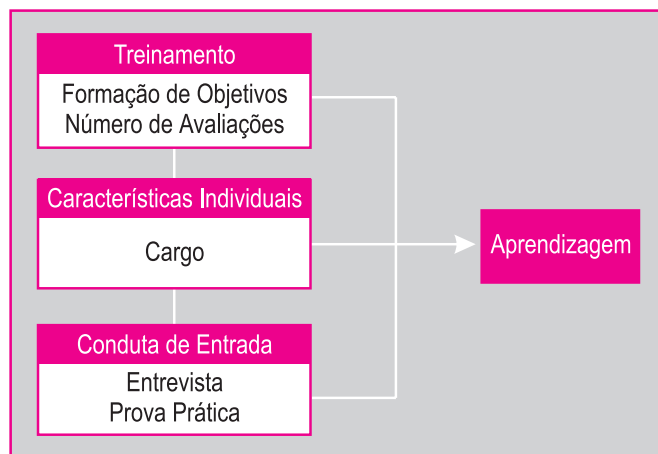 Treinamento
Formação de Objetivos
Número de Avaliações
Características Individuais
Cargo
Aprendizagem
Conduta de Entrada
Entrevista
Prova Prática